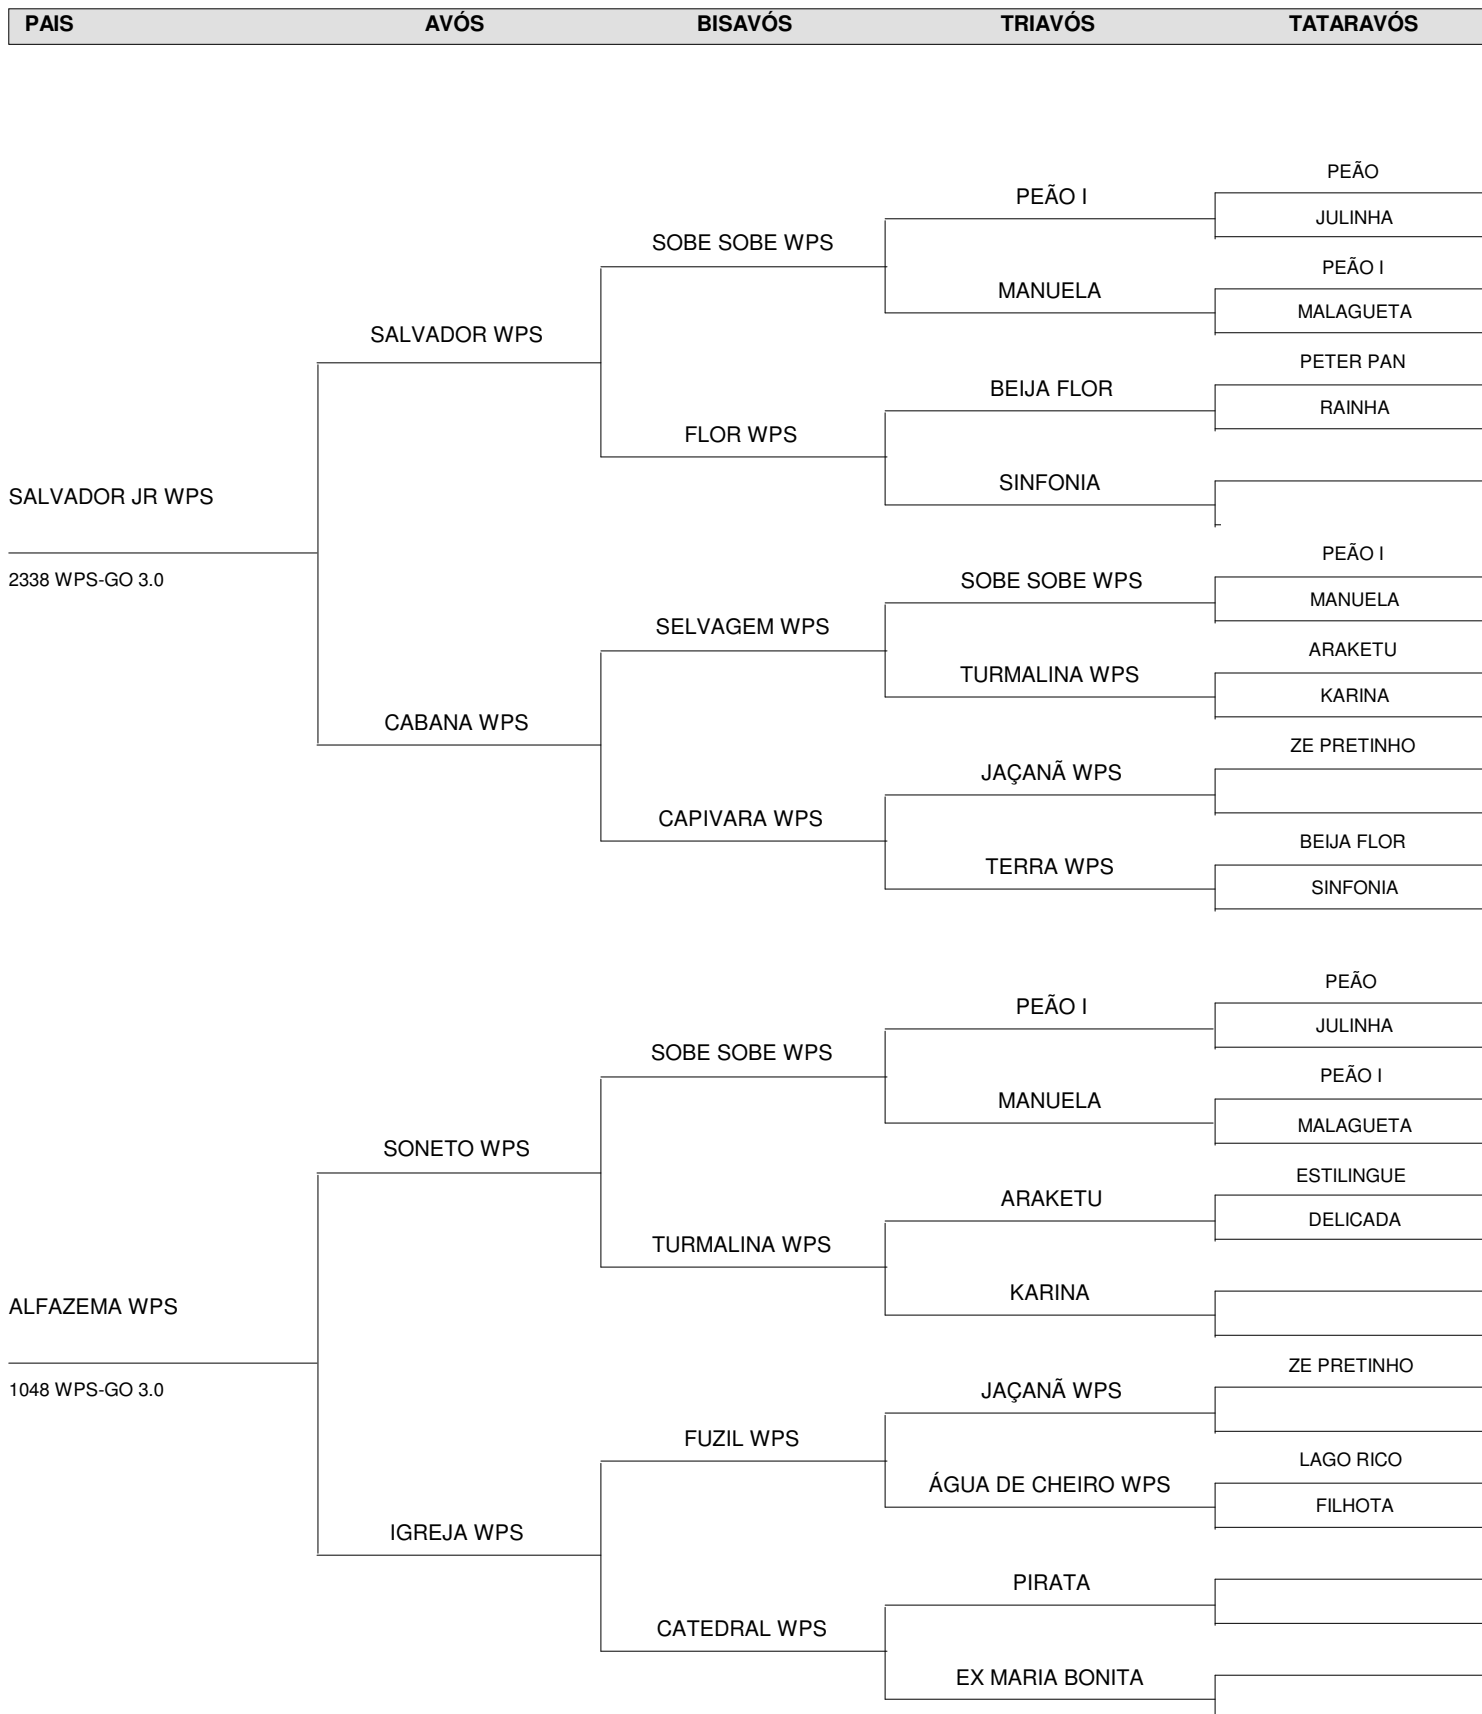 PAIS AVÓS BISAVÓS TRIAVÓS TATARAVÓS
PEÃO
PEÃO I
JULINHA
SOBE SOBE WPS
PEÃO I
MANUELA
MALAGUETA
SALVADOR WPS
PETER PAN
BEIJA FLOR
RAINHA
FLOR WPS
SINFONIA
SALVADOR JR WPS
PEÃO I
2338 WPS-GO 3.0
SOBE SOBE WPS
MANUELA
SELVAGEM WPS
ARAKETU
TURMALINA WPS
KARINA
CABANA WPS
ZE PRETINHO
JAÇANÃ WPS
CAPIVARA WPS
BEIJA FLOR
TERRA WPS
SINFONIA
PEÃO
PEÃO I
JULINHA
SOBE SOBE WPS
PEÃO I
MANUELA
MALAGUETA
SONETO WPS
ESTILINGUE
ARAKETU
DELICADA
TURMALINA WPS
KARINA
ALFAZEMA WPS
ZE PRETINHO
1048 WPS-GO 3.0
JAÇANÃ WPS
FUZIL WPS
LAGO RICO
ÁGUA DE CHEIRO WPS
FILHOTA
IGREJA WPS
PIRATA
CATEDRAL WPS
EX MARIA BONITA